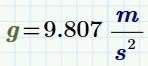 g = 9.807 m/s²